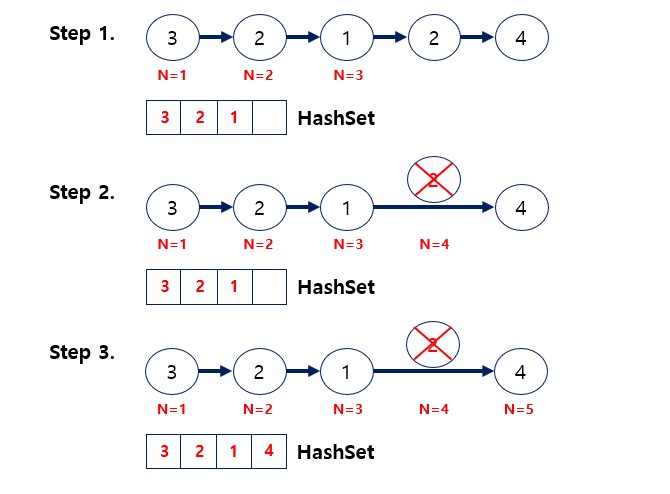 Step 1.
3 2 1 2 4
N=1 N=2 N=3
3 2 1 HashSet
2
Step 2.
3 2 1 4
N=1 N=2 N=3 N=4
3 2 1 HashSet
2
Step 3.
3 2 1 4
N=1 N=2 N=3 N=4 N=5
3 2 1 4 HashSet